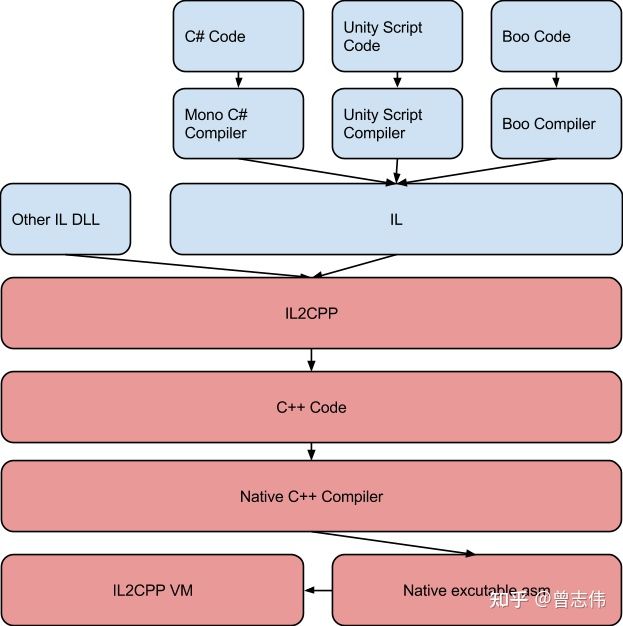 C# Code
Unity Script
Code
Boo Code
Mono C#
Compiler
Unity Script
Compiler
Boo Compiler
Other IL DLL
IL
IL2CPP
C++ Code
Native C++ Compiler
IL2CPP VM
Native excutable asm
知乎 @曾志伟